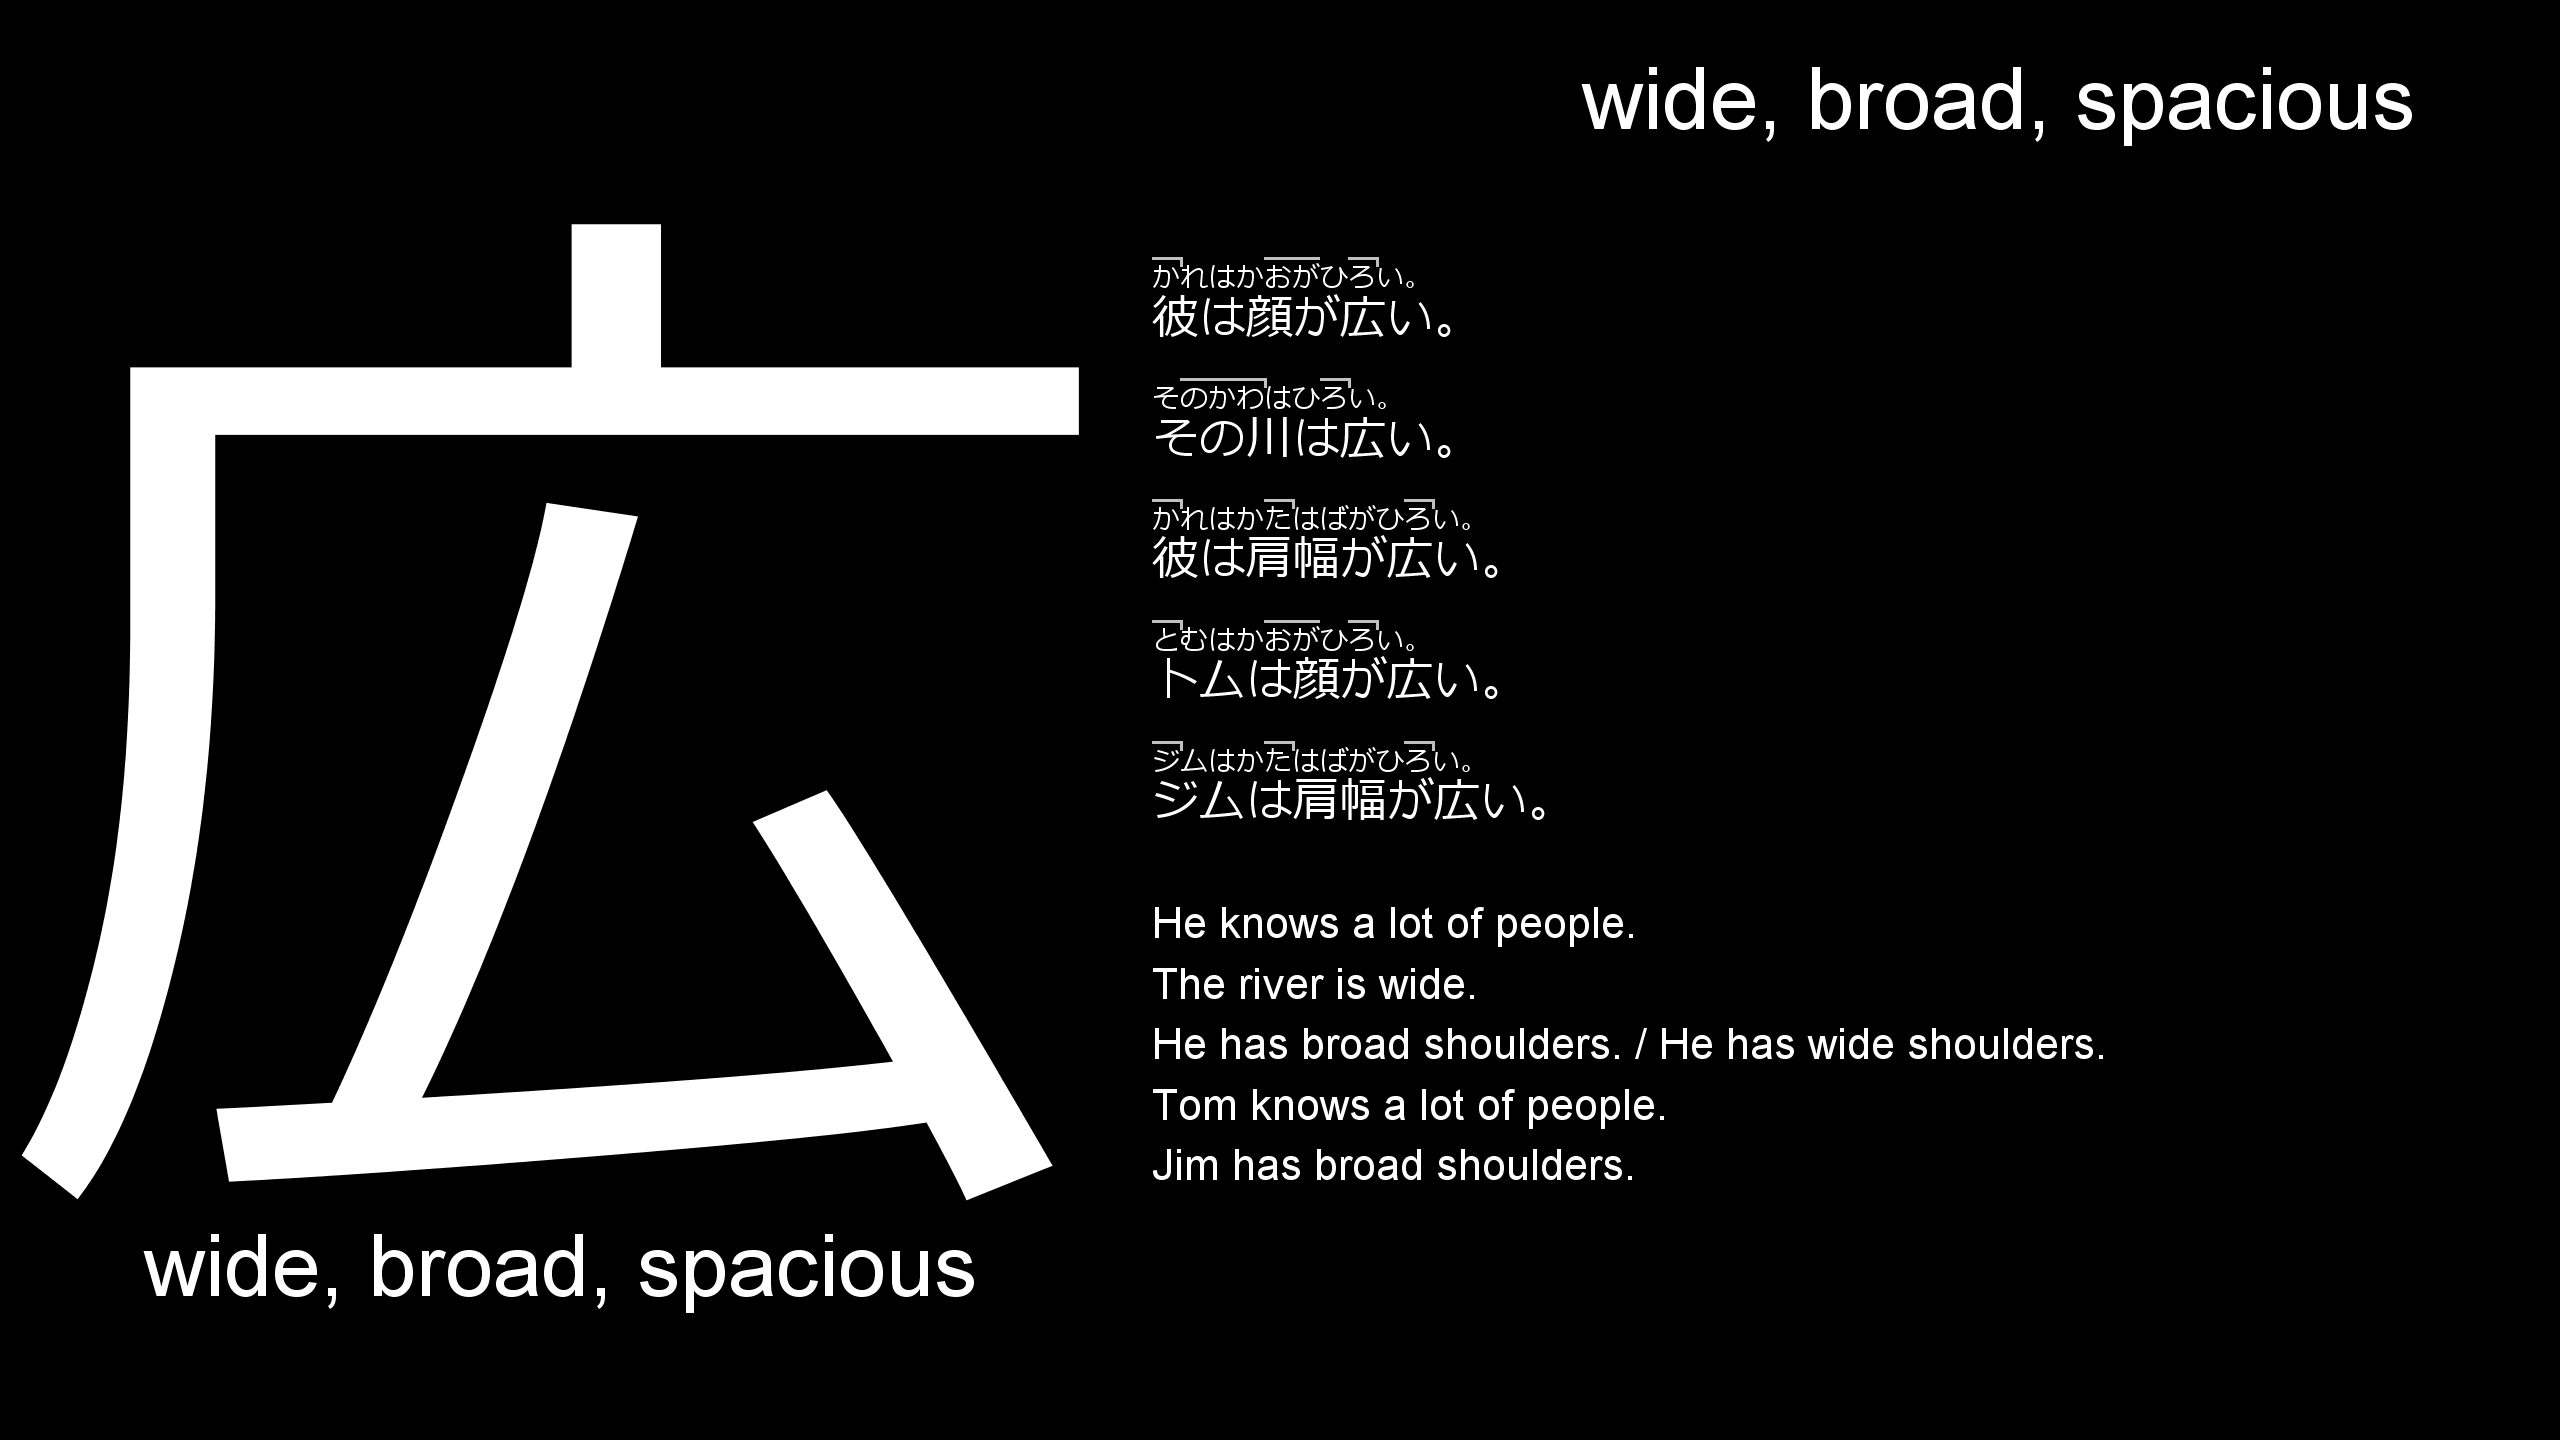 wide, broad, spacious
広
wide, broad, spacious
かれはかおがひろい。
彼は顔が広い。
そのかわはひろい。
その川は広い。
かれはかたはばがひろい。
彼は肩幅が広い。
とむはかおがひろい。
トムは顔が広い。
ジムはかたはばがひろい。
ジムは肩幅が広い。
He knows a lot of people.
The river is wide.
He has broad shoulders. / He has wide shoulders.
Tom knows a lot of people.
Jim has broad shoulders.